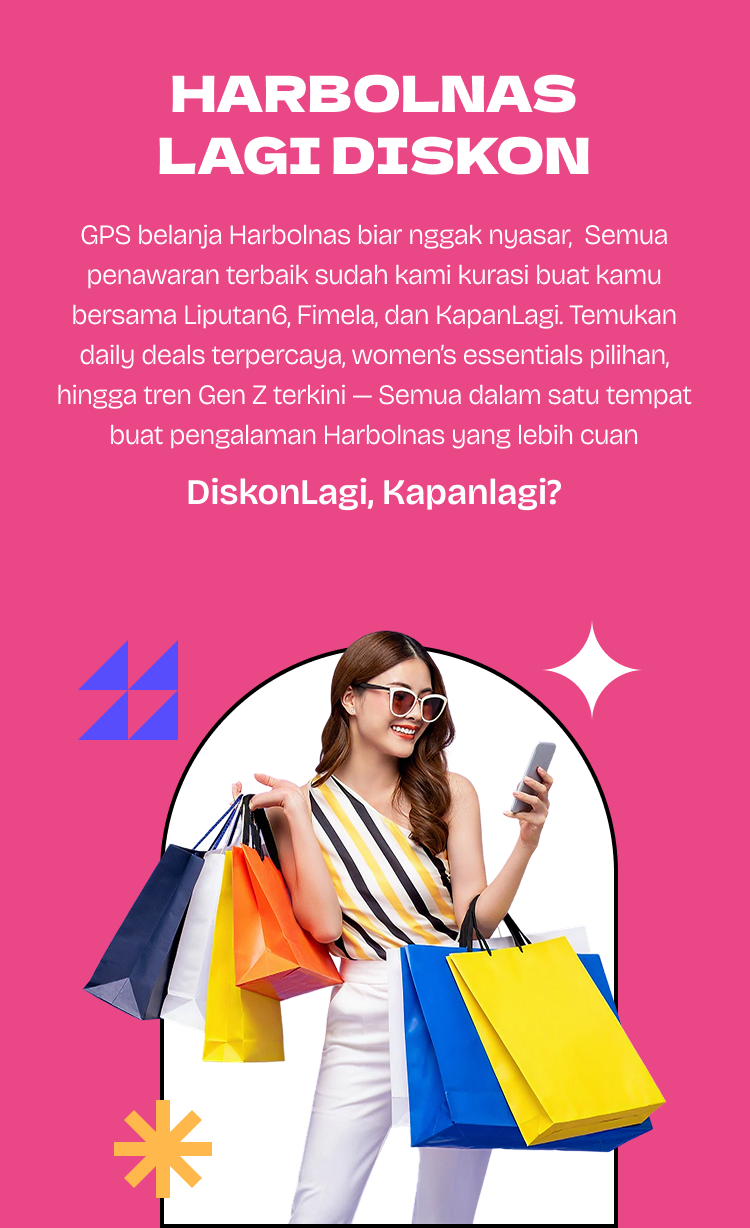 HARBOLNAS
LAGI DISKON
GPS belanja Harbolnas biar nggak nyasar,  Semua
penawaran terbaik sudah kami kurasi buat kamu
bersama Liputan6, Fimela, dan KapanLagi. Temukan
daily deals terpercaya, women’s essentials pilihan,
hingga tren Gen Z terkini — Semua dalam satu tempat
buat pengalaman Harbolnas yang lebih cuan
DiskonLagi, Kapanlagi?